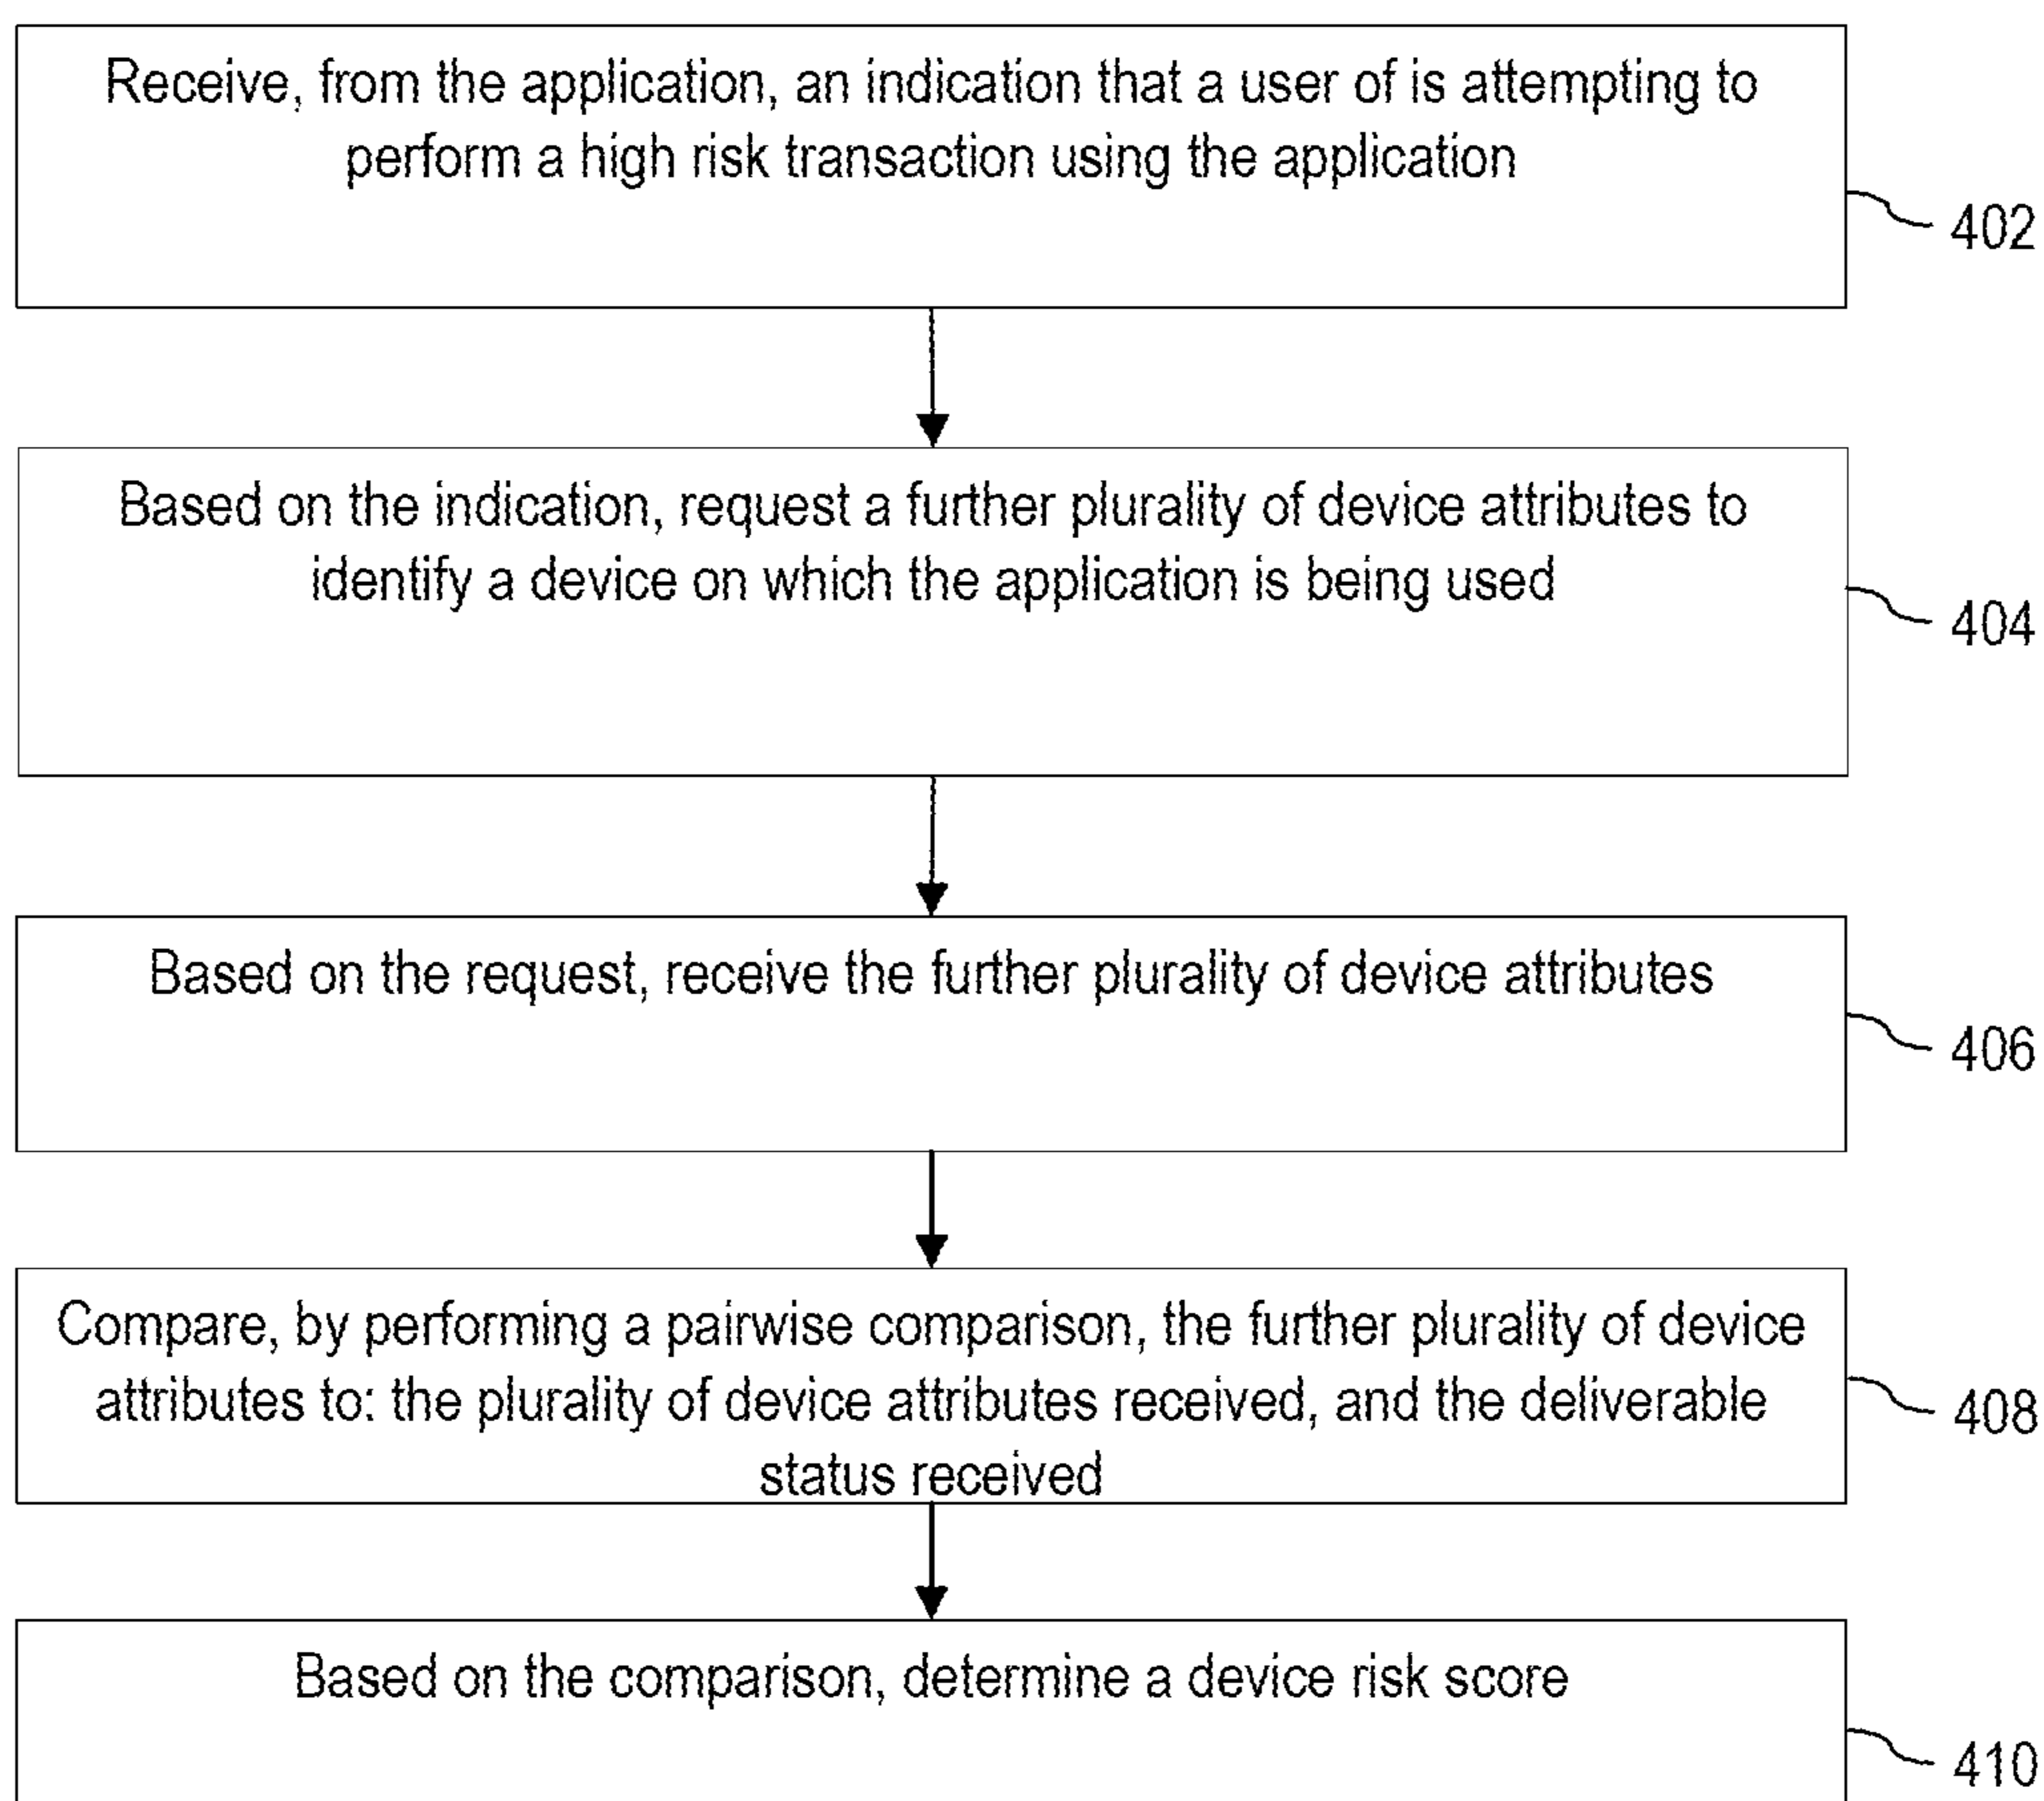 Receive, from the application, an indication that a user of is attempting to
perform a high risk transaction using the application
402
Based on the indication, request a further plurality of device attributes to
identify a device on which the application is being used
404
Based on the request, receive the further plurality of device attributes
406
Compare, by performing a pairwise comparison, the further plurality of device
attributes to: the plurality of device attributes received, and the deliverable
status received
408
Based on the comparison, determine a device risk score
410